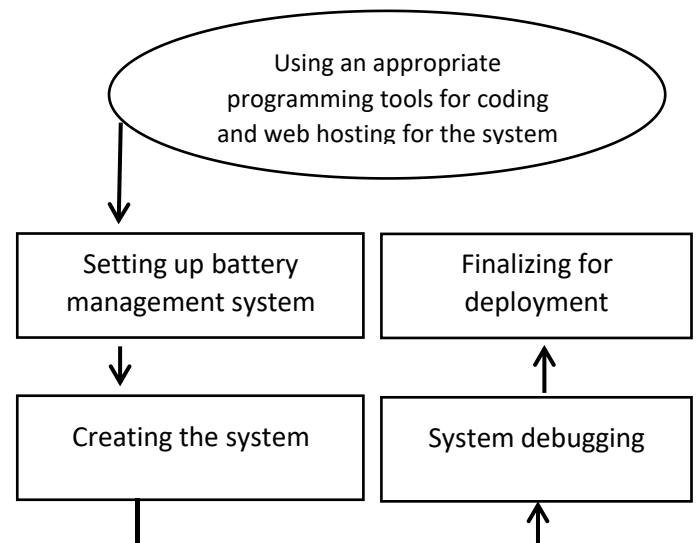 Using an appropriate
programming tools for coding
and web hosting for the system
Setting up battery
management system
Finalizing for
deployment
Creating the system
System debugging